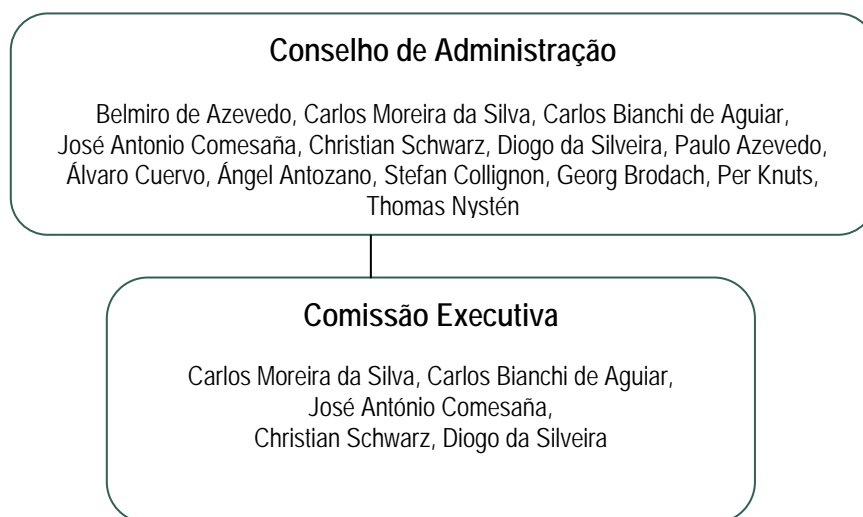 Conselho de Administração
Belmiro de Azevedo, Carlos Moreira da Silva, Carlos Bianchi de Aguiar,
José Antonio Comesaña, Christian Schwarz, Diogo da Silveira, Paulo Azevedo,
Álvaro Cuervo, Ángel Antozano, Stefan Collignon, Georg Brodach, Per Knuts,
Thomas Nystén
Comissão Executiva
Carlos Moreira da Silva, Carlos Bianchi de Aguiar,
José António Comesaña,
Christian Schwarz, Diogo da Silveira